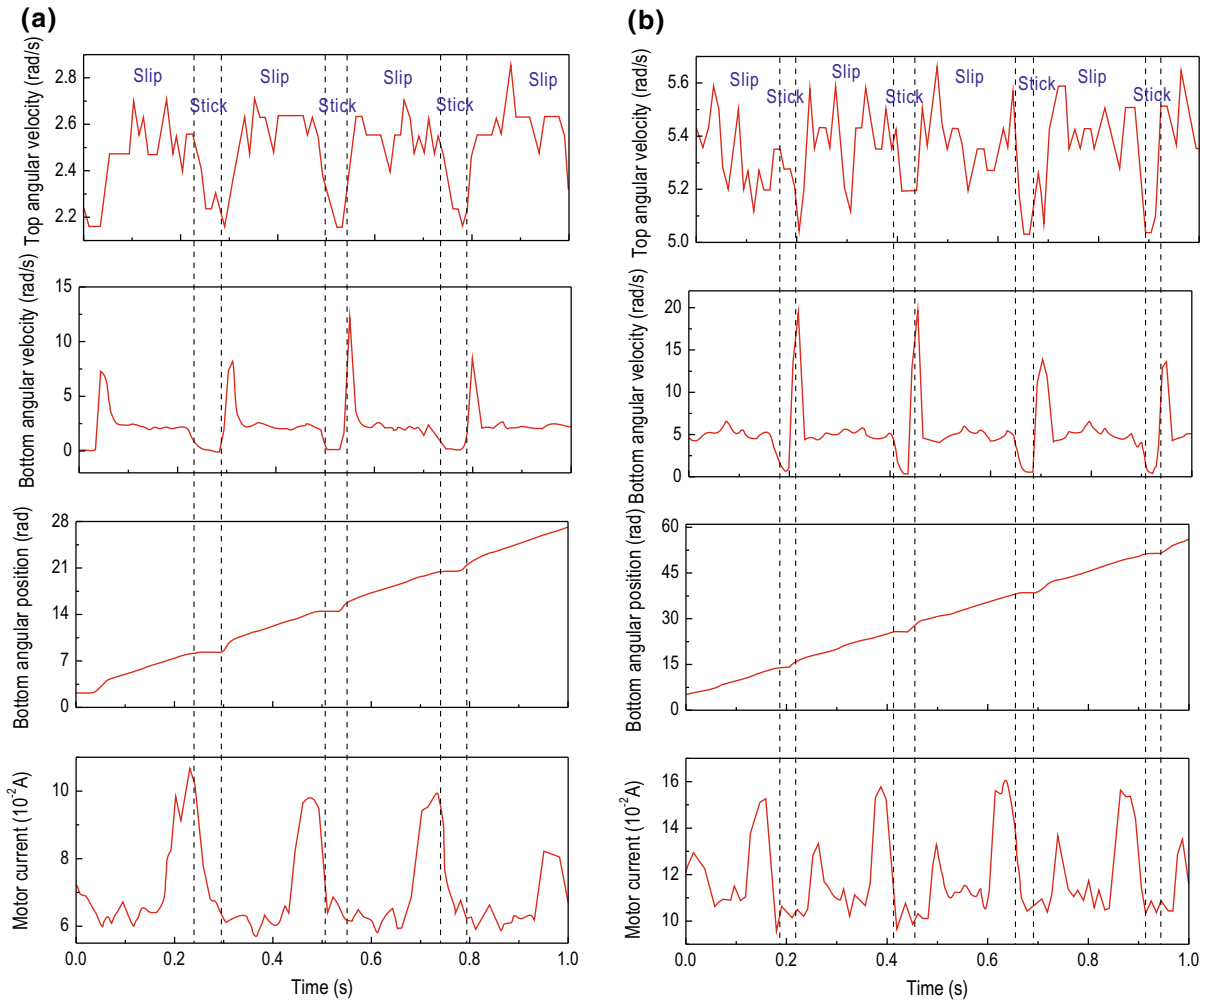 (a)
Top angular velocity (rad/s)
2.8
2.6
2.4
2.2
Slip
Stick
Slip
Stick
Slip
Stick
Slip
Bottom angular velocity (rad/s)
15
10
5
0
Bottom angular position (rad)
28
21
14
7
0
Motor current (10⁻²A)
10
8
6
0.0 0.2 0.4 0.6 0.8 1.0
Time (s)
(b)
Top angular velocity (rad/s)
5.6
5.4
5.2
5.0
Slip
Stick
Slip
Stick
Slip
Stick
Slip
Stick
Bottom angular velocity (rad/s)
20
15
10
5
0
Bottom angular position (rad)
60
45
30
15
0
Motor current (10⁻²A)
16
14
12
10
0.0 0.2 0.4 0.6 0.8 1.0
Time (s)